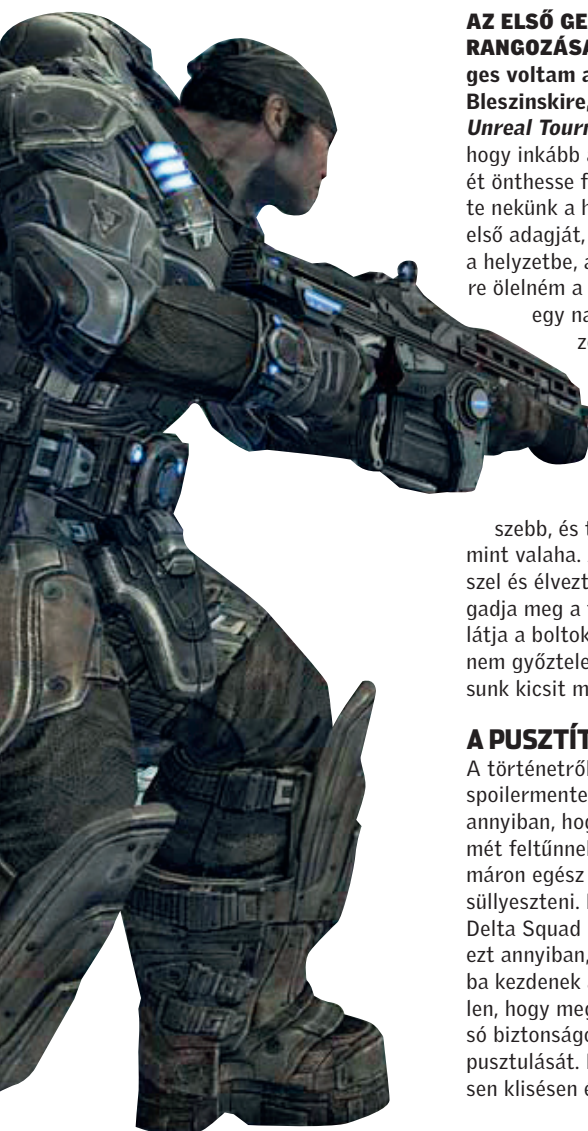 AZ ELSŐ GE
RANGOZÁSA
ges voltam a
Bleszinskire,
Unreal Tourn
hogy inkább a
ét önthesse f
te nekünk a h
első adagját,
a helyzetbe, a
re ölelném a
egy na
z
szebb, és t
mint valaha.
szel és élvezt
gadja meg a
látja a boltok
nem győztele
sunk kicsit m
A PUSZTÍT
A történetről
spoilermente
annyiban, hog
mét feltűnnek
máron egész
süllyeszteni.
Delta Squad
ezt annyiban,
ba kezdenek
len, hogy meg
só biztonságo
pusztulását.
sen klisésen e